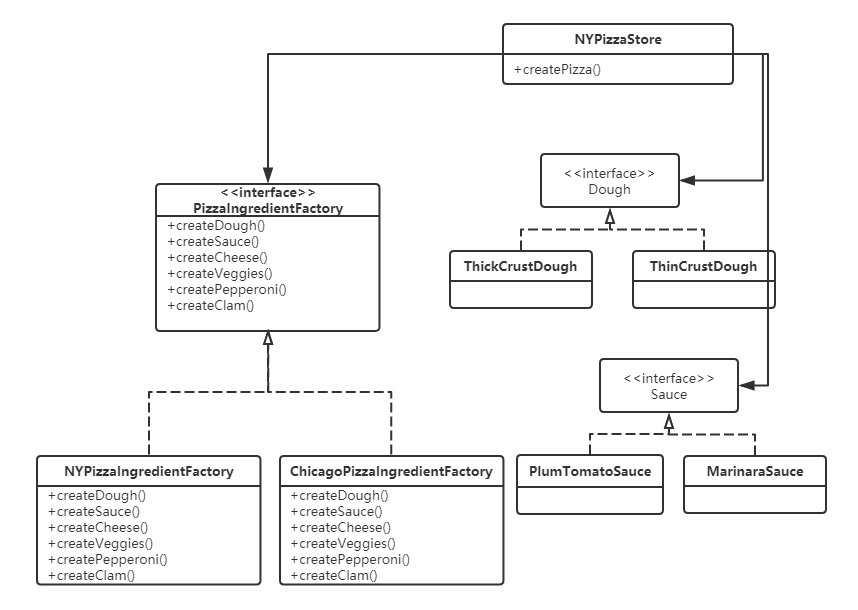 NYPizzaStore
+createPizza()
<<interface>>
Dough
<<interface>>
PizzaIngredientFactory
+createDough()
+createSauce()
+createCheese()
+createVeggies()
+createPepperoni()
+createClam()
ThickCrustDough
ThinCrustDough
<<interface>>
Sauce
NYPizzaIngredientFactory
+createDough()
+createSauce()
+createCheese()
+createVeggies()
+createPepperoni()
+createClam()
ChicagoPizzaIngredientFactory
+createDough()
+createSauce()
+createCheese()
+createVeggies()
+createPepperoni()
+createClam()
PlumTomatoSauce
MarinaraSauce